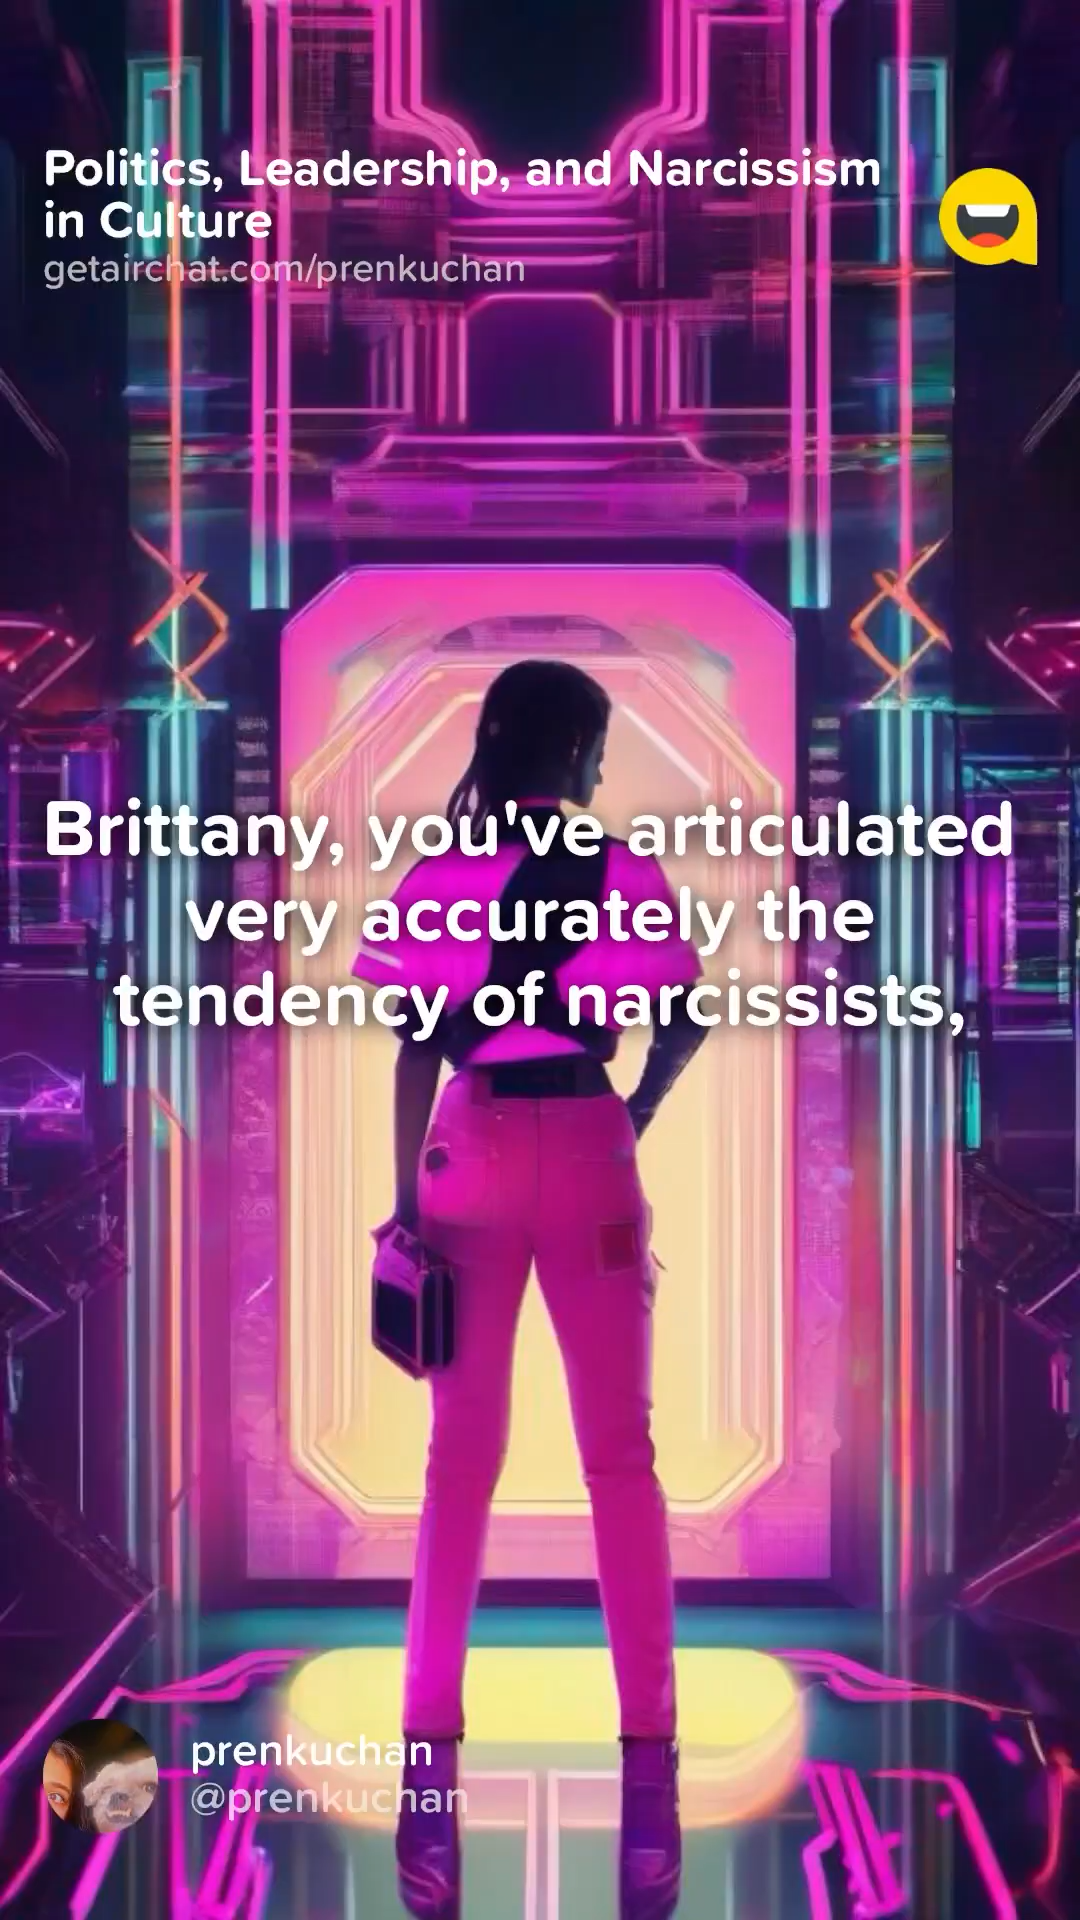 Politics, Leadership, and Narcissism
in Culture
getairchat.com/prenkuchan
Brittany, you've articulated
very accurately the
tendency of narcissists,
prenkuchan
@prenkuchan